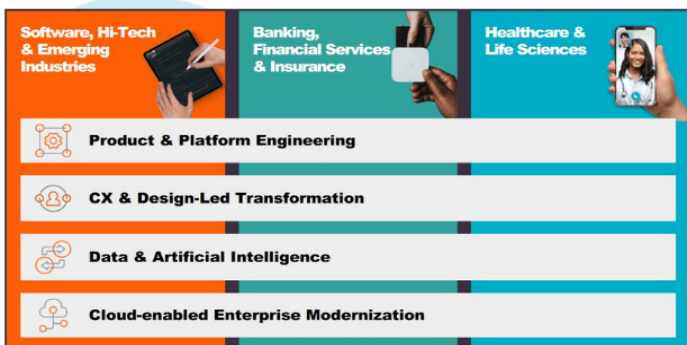 Software, Hi-Tech
& Emerging
Industries
Banking,
Financial Services
& Insurance
Healthcare &
Life Sciences
Product & Platform Engineering
CX & Design-Led Transformation
Data & Artificial Intelligence
Cloud-enabled Enterprise Modernization